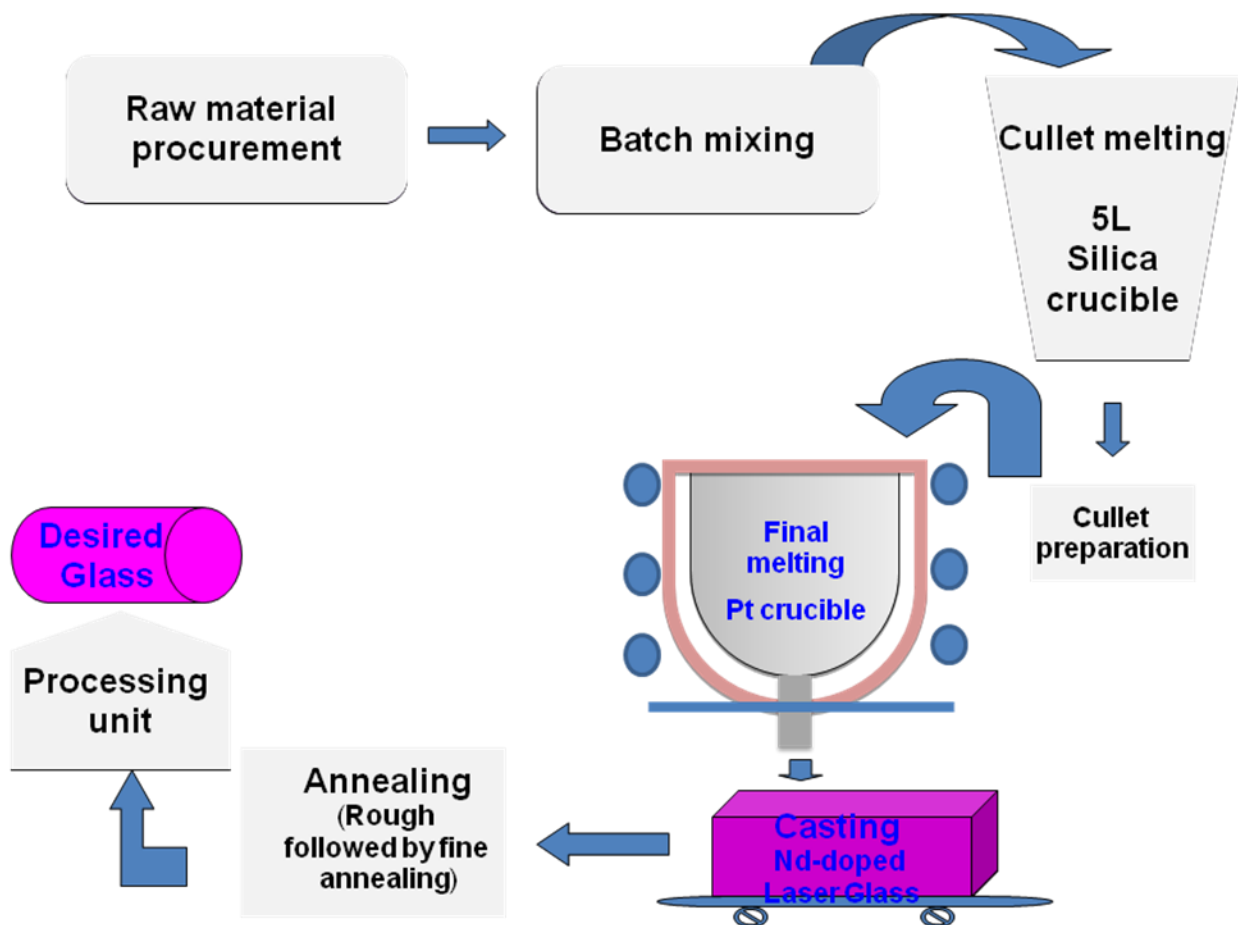 Raw material
procurement
Batch mixing
Cullet melting
5L
Silica
crucible
Cullet
preparation
Final
melting
Pt crucible
Casting
Nd-doped
Laser Glass
Annealing
(Rough
followed by fine
annealing)
Processing
unit
Desired
Glass